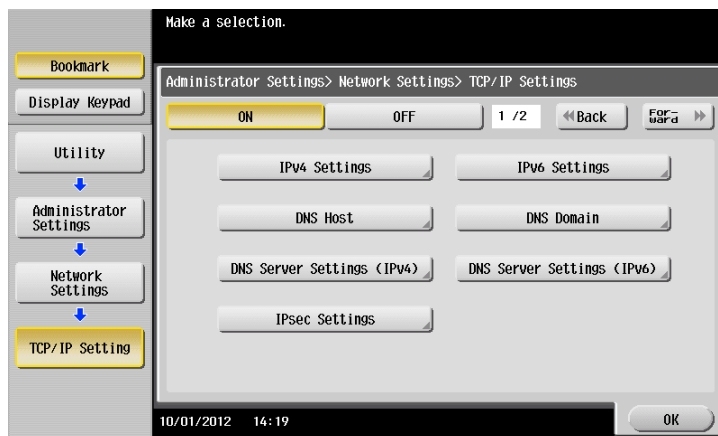 Make a selection.
Bookmark
Display Keypad
Utility
Administrator
Settings
Network
Settings
TCP/IP Setting
Administrator Settings> Network Settings> TCP/IP Settings
ON
OFF
1 /2
Back
For-
ward
IPv4 Settings
IPv6 Settings
DNS Host
DNS Domain
DNS Server Settings (IPv4)
DNS Server Settings (IPv6)
IPsec Settings
10/01/2012 14:19
OK